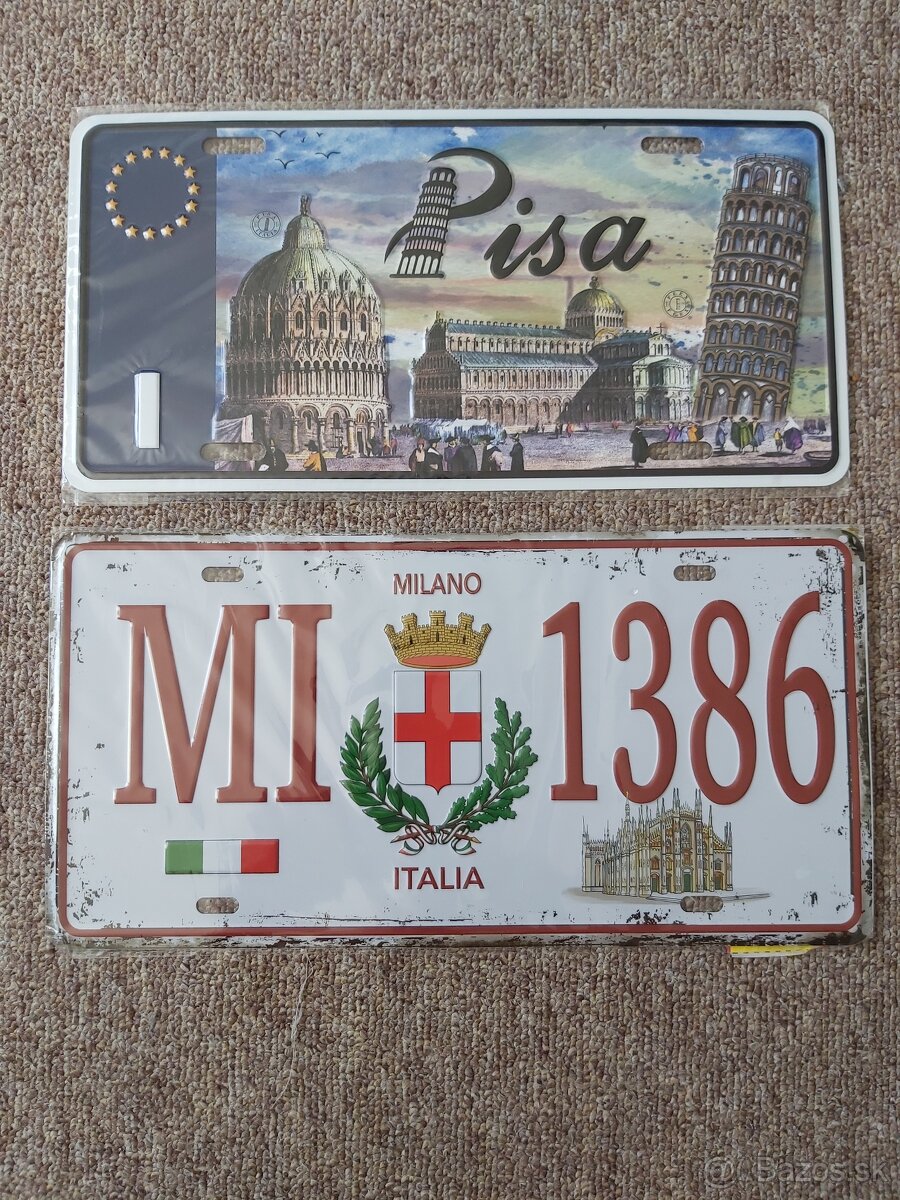 Pisa
I
MILANO
MI 1386
ITALIA
Bazos.sk